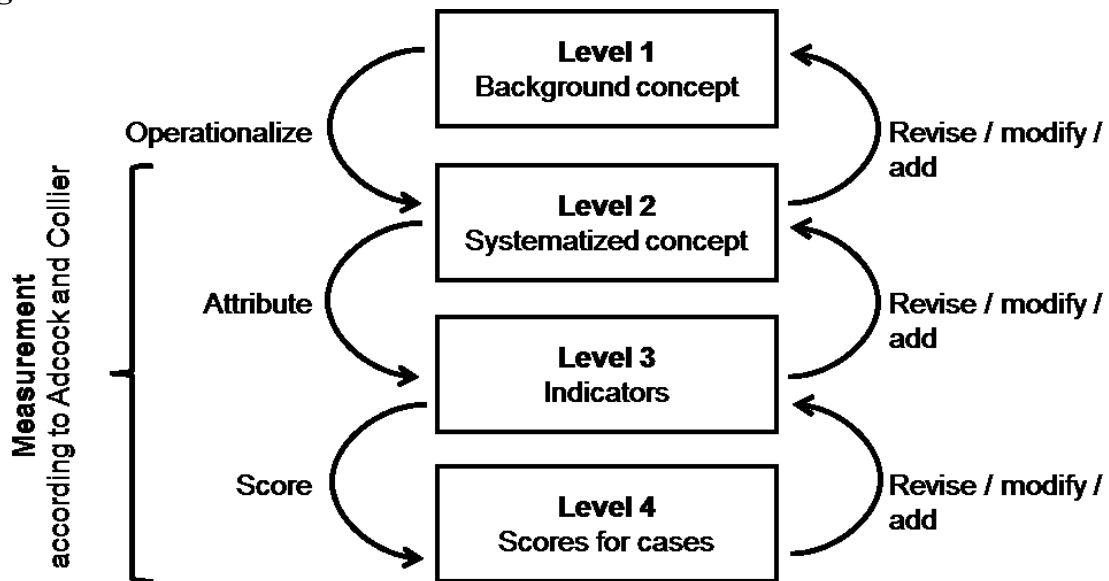 Level 1
Background concept
Operationalize
Revise / modify /
add
Level 2
Systematized concept
Attribute
Revise / modify /
add
Level 3
Indicators
Score
Revise / modify /
add
Level 4
Scores for cases
Measurement
according to Adcock and Collier